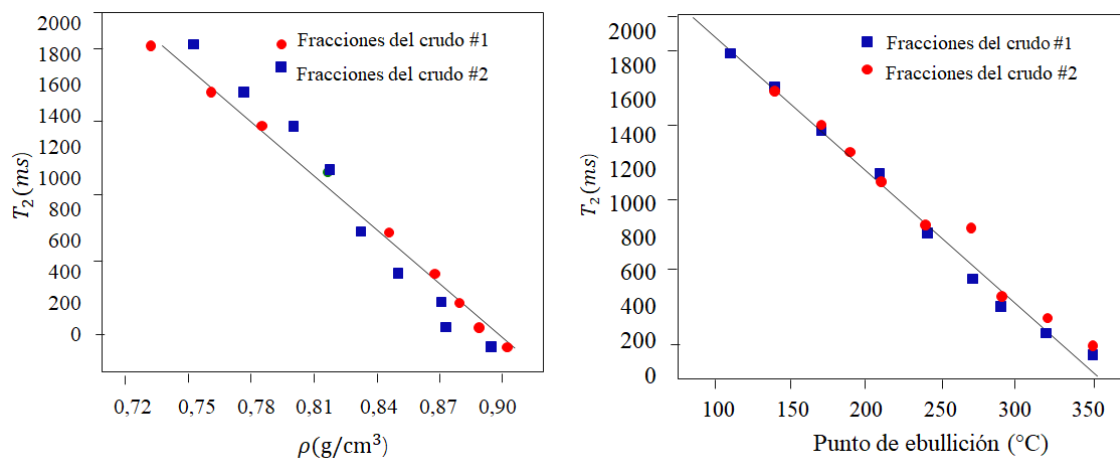 2000
1800
1600
1400
1200
1000
800
600
400
200
0
T₂(ms)
Fracciones del crudo #1
Fracciones del crudo #2
0,72 0,75 0,78 0,81 0,84 0,87 0,90
ρ(g/cm³)
2000
1800
1600
1400
1200
1000
800
600
400
200
0
T₂(ms)
Fracciones del crudo #1
Fracciones del crudo #2
100 150 200 250 300 350
Punto de ebullición (°C)